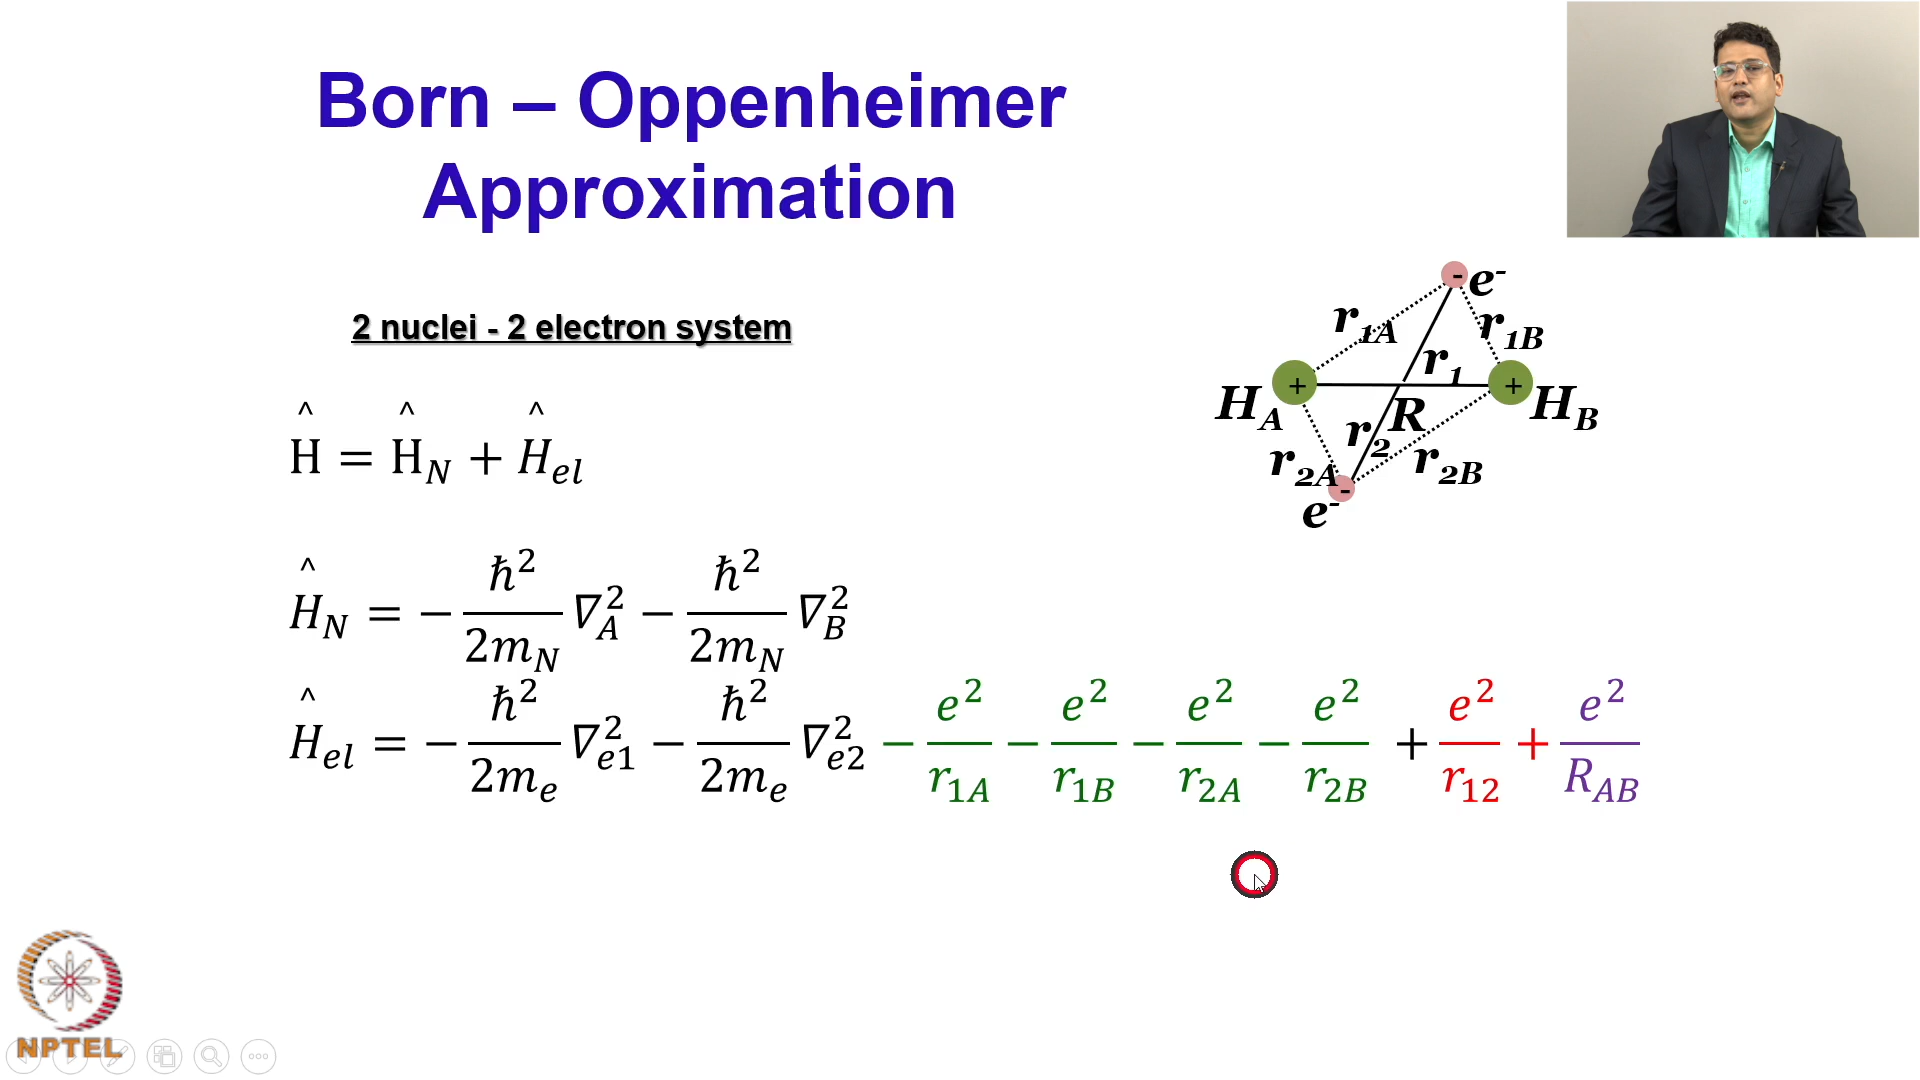 Born – Oppenheimer
Approximation
2 nuclei - 2 electron system
Ĥ = Ĥ_N + Ĥ_el
Ĥ_N = − ℏ²/2m_N ∇²_A − ℏ²/2m_N ∇²_B
Ĥ_el = − ℏ²/2m_e ∇²_e1 − ℏ²/2m_e ∇²_e2 − e²/r_1A − e²/r_1B − e²/r_2A − e²/r_2B + e²/r_12 + e²/R_AB
- e⁻
r_1A r_1B
r_1
+ +
H_A R H_B
r_2
r_2A r_2B
-
e⁻
NPTEL